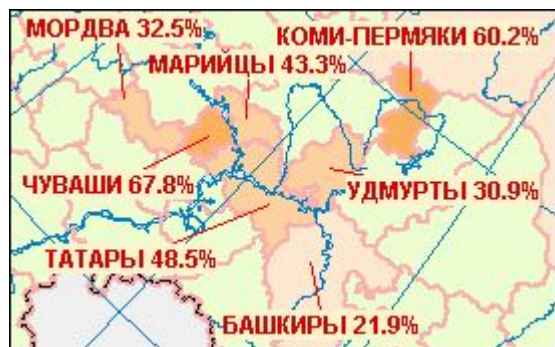 МОРДВА 32.5%
КОМИ-ПЕРМЯКИ 60.2%
МАРИЙЦЫ 43.3%
ЧУВАШИ 67.8%
УДМУРТЫ 30.9%
ТАТАРЫ 48.5%
БАШКИРЫ 21.9%